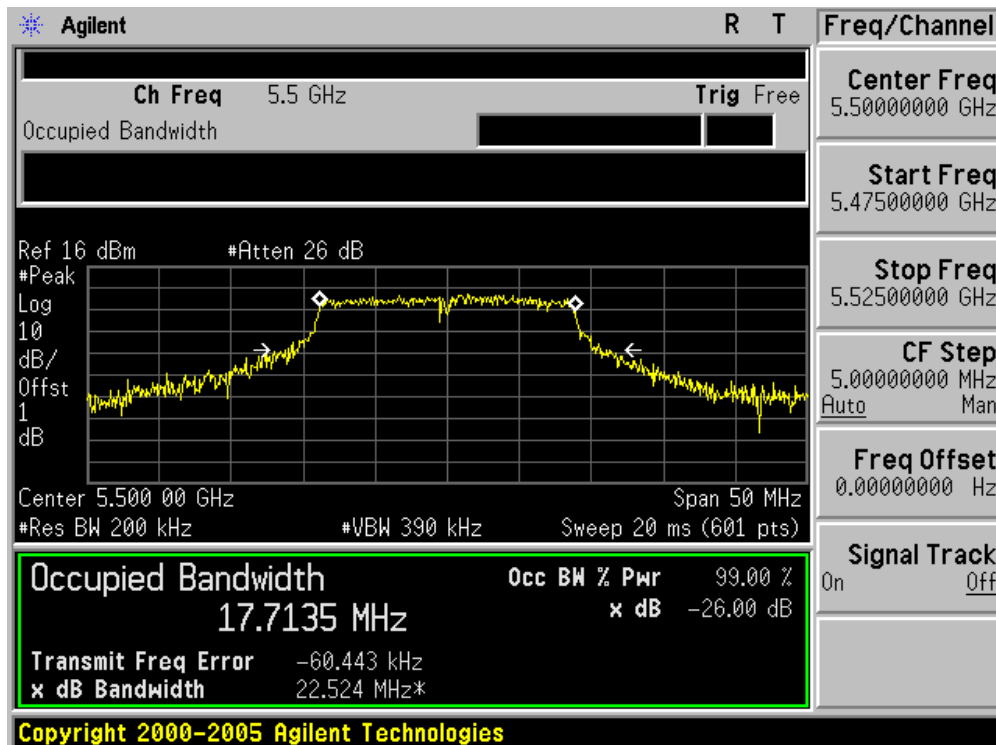 Agilent R T Freq/Channel
Ch Freq 5.5 GHz Trig Free
Occupied Bandwidth
Center Freq
5.50000000 GHz
Start Freq
5.47500000 GHz
Stop Freq
5.52500000 GHz
CF Step
5.00000000 MHz
Auto Man
Freq Offset
0.00000000 Hz
Signal Track
On Off
Ref 16 dBm #Atten 26 dB
#Peak
Log
10
dB/
Offst
1
dB
Center 5.500 00 GHz Span 50 MHz
#Res BW 200 kHz #VBW 390 kHz Sweep 20 ms (601 pts)
Occupied Bandwidth Occ BW % Pwr 99.00 %
17.7135 MHz x dB -26.00 dB
Transmit Freq Error -60.443 kHz
x dB Bandwidth 22.524 MHz*
Copyright 2000-2005 Agilent Technologies